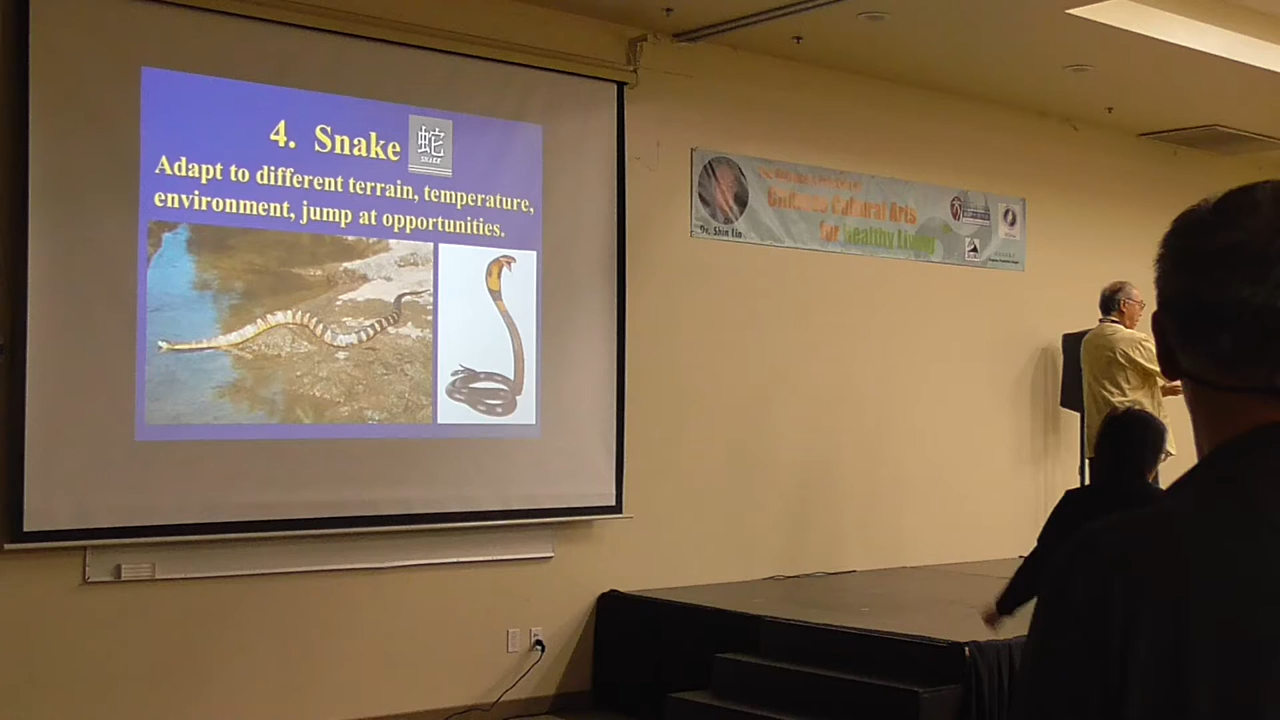 4. Snake 蛇
SNAKE
Adapt to different terrain, temperature,
environment, jump at opportunities.
Chinese Cultural Arts
for Healthy Living
Dr. Shin Lin